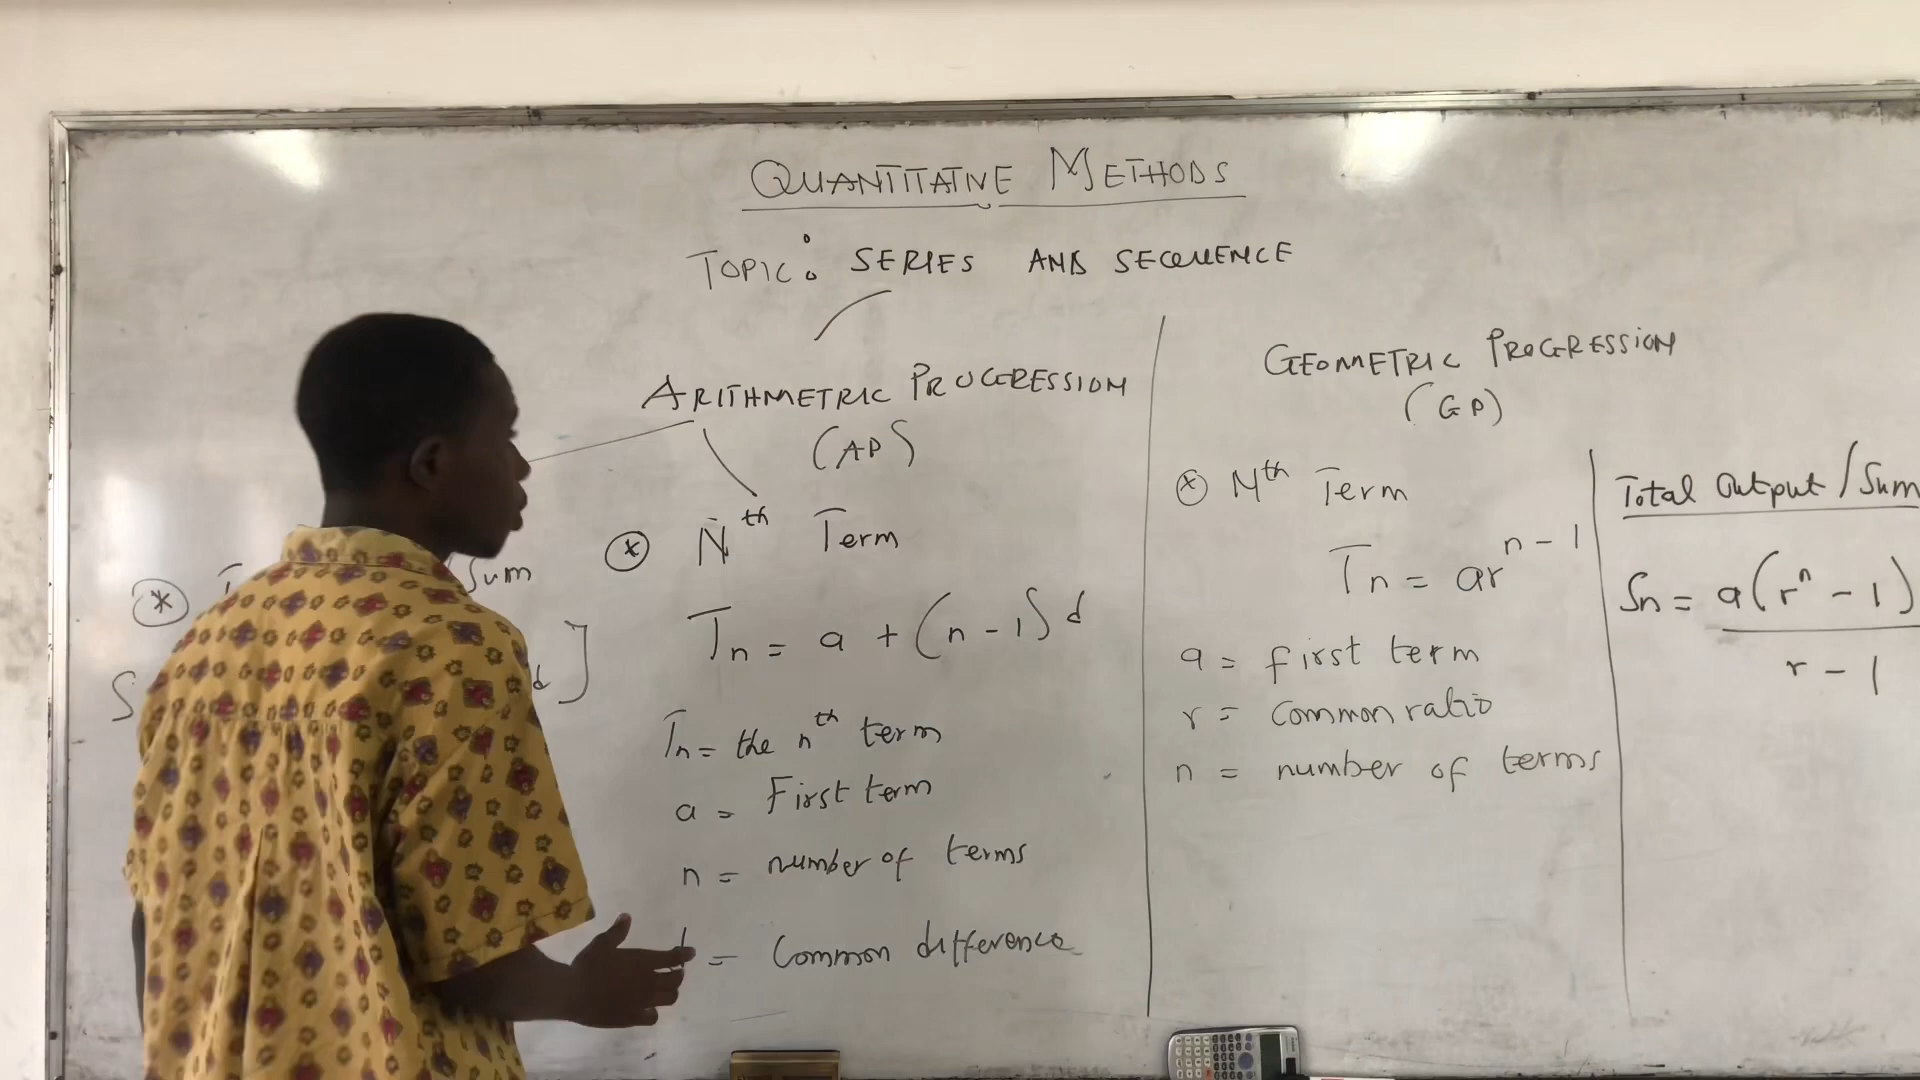 QUANTITATIVE METHODS
TOPIC: SERIES AND SEQUENCE
ARITHMETRIC PROGRESSION
(AP)
* Nth Term
Tn = a + (n - 1)d
Tn = the nth term
a = First term
n = number of terms
= Common difference
* T
/Sum
S
d]
GEOMETRIC PROGRESSION
(GP)
* Nth Term
Tn = ar^(n - 1)
a = first term
r = Common ratio
n = number of terms
Total Output / Sum
Sn = a(r^n - 1)
r - 1